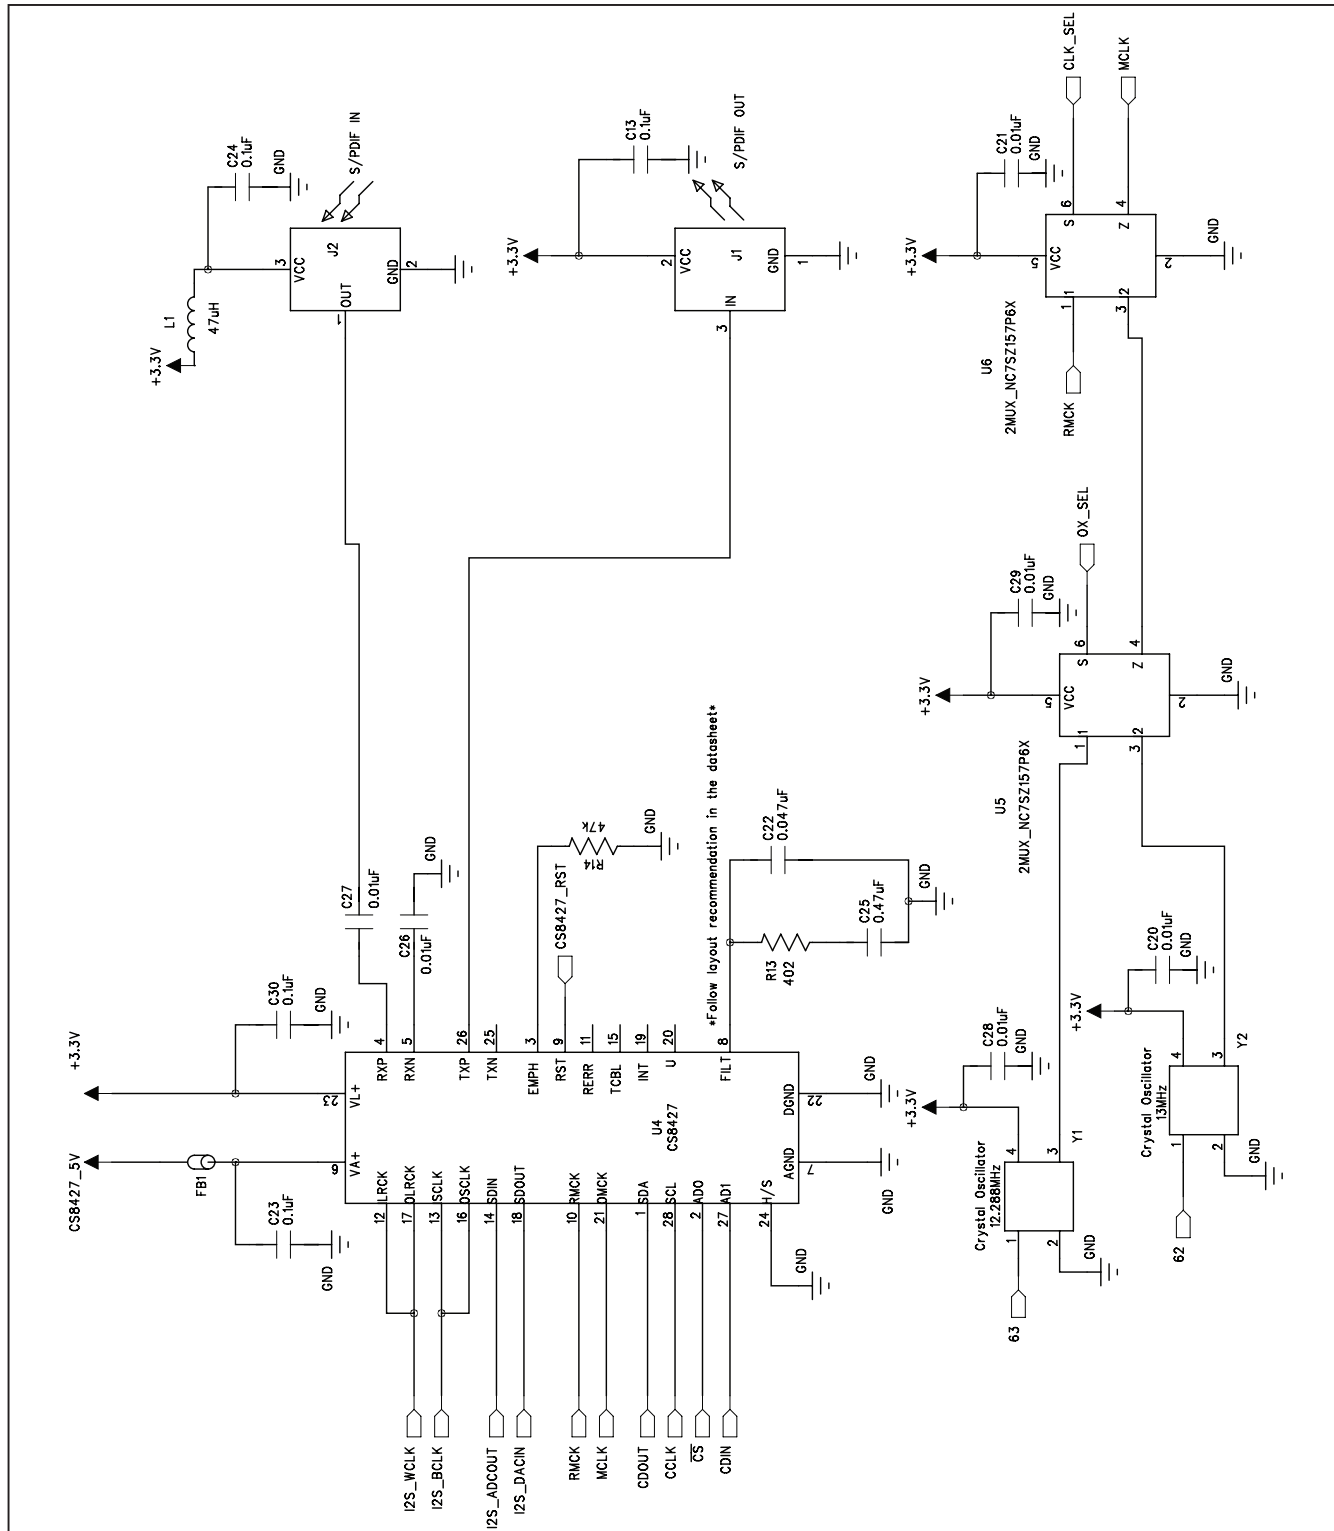 S/PDIF IN
C24
0.1uF
GND
L1
47uH
+3.3V
3
VCC
J2
OUT
1
GND
2
C13
0.1uF
S/PDIF OUT
+3.3V
2
VCC
J1
GND
1
IN
3
CLK_SEL
MCLK
C21
0.01uF
GND
+3.3V
6
S
4
Z
5
VCC
GND
2
1
1
3
2
U6
2MUX_NC7SZ157P6X
RMCK
OX_SEL
C29
0.01uF
GND
+3.3V
6
S
4
Z
5
VCC
GND
2
1
1
3
2
U5
2MUX_NC7SZ157P6X
C27
0.01uF
C26
0.01uF
GND
CS8427_RST
R14
47k
GND
*Follow layout recommendation in the datasheet*
C22
0.047uF
C25
0.47uF
R13
402
GND
+3.3V
CS8427_5V
C30
0.1uF
GND
FB1
C23
0.1uF
GND
23
VL+
6
VA+
4
RXP
5
RXN
26
TXP
25
TXN
3
EMPH
9
RST
11
RERR
15
TCBL
19
INT
20
U
8
FILT
U4
CS8427
DGND
22
GND
AGND
7
GND
12
ILRCK
17
OLRCK
13
ISCLK
16
OSCLK
14
SDIN
18
SDOUT
10
RMCK
21
OMCK
1
SDA
28
SCL
2
AD0
27
AD1
24
H/S
GND
I2S_WCLK
I2S_BCLK
I2S_ADCOUT
I2S_DACIN
RMCK
MCLK
CDOUT
CCLK
CS
CDIN
+3.3V
C28
0.01uF
GND
Crystal Oscillator
12.288MHz
Y1
4
3
1
2
GND
63
+3.3V
C20
0.01uF
GND
Crystal Oscillator
13MHz
Y2
4
3
1
2
GND
62